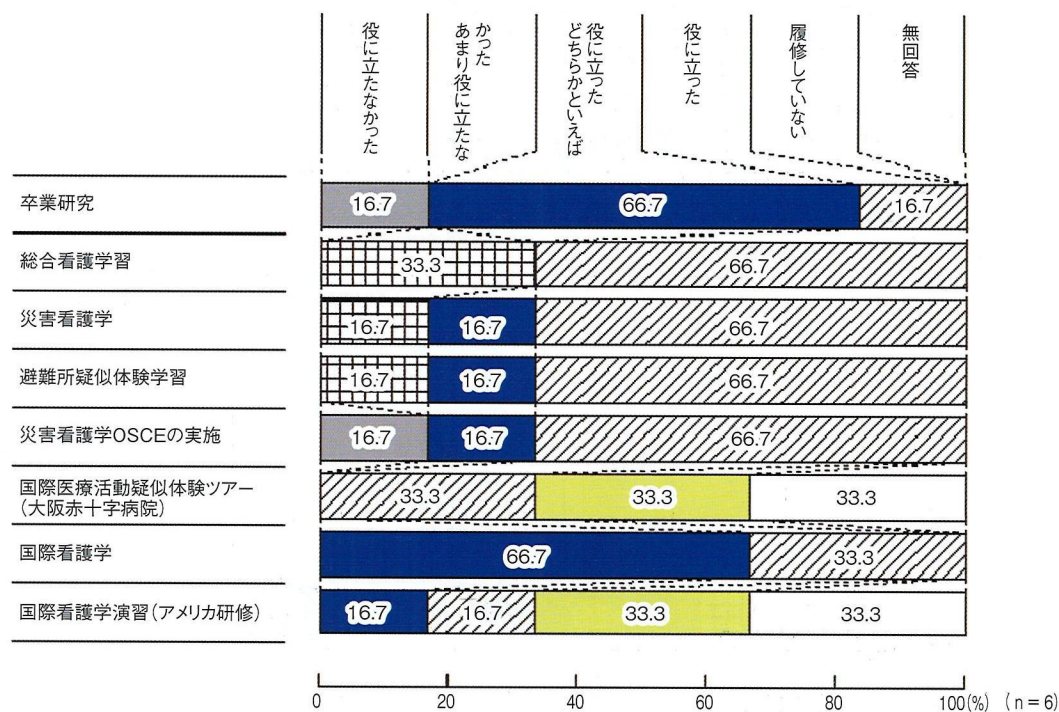 役に立たなかった
あまり役に立たな
かった
どちらかといえば
役に立った
役に立った
履修していない
無回答
卒業研究
16.7
66.7
16.7
総合看護学習
33.3
66.7
災害看護学
16.7
16.7
66.7
避難所疑似体験学習
16.7
16.7
66.7
災害看護学OSCEの実施
16.7
16.7
66.7
国際医療活動疑似体験ツアー
(大阪赤十字病院)
33.3
33.3
33.3
国際看護学
66.7
33.3
国際看護学演習(アメリカ研修)
16.7
16.7
33.3
33.3
0
20
40
60
80
100(%)
(n=6)